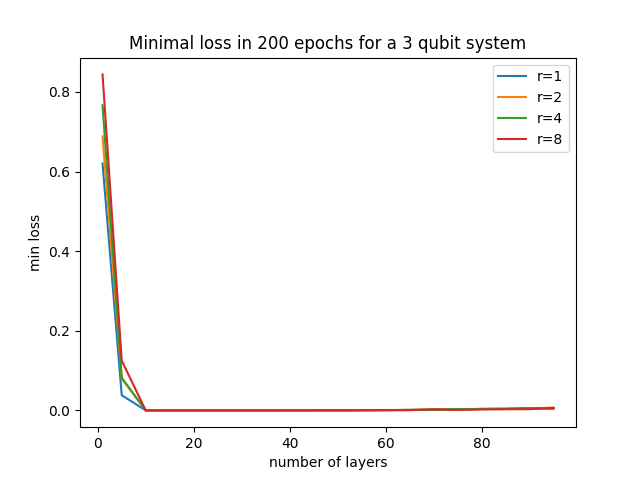 Minimal loss in 200 epochs for a 3 qubit system
r=1
r=2
r=4
r=8
min loss
0.8
0.6
0.4
0.2
0.0
0 20 40 60 80
number of layers